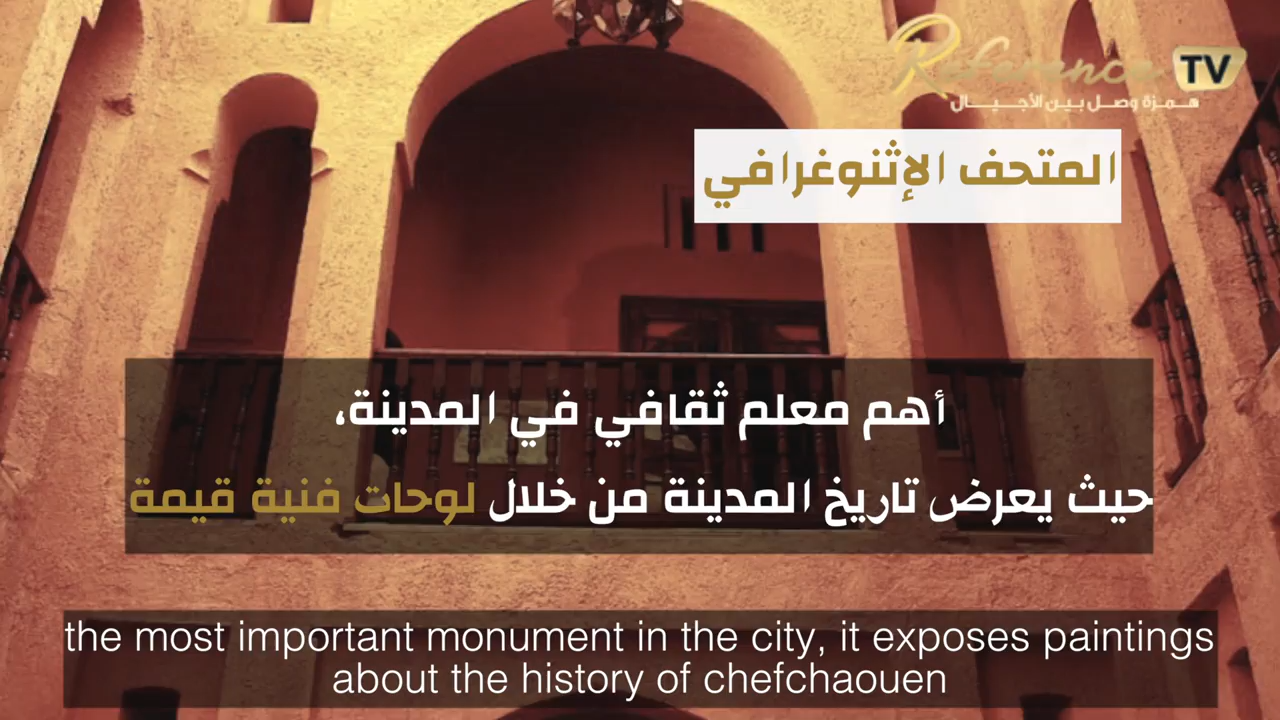 Reference TV
همزة وصل بين الأجيال
المتحف الإثنوغرافي
أهم معلم ثقافي في المدينة،
حيث يعرض تاريخ المدينة من خلال لوحات فنية قيمة
the most important monument in the city, it exposes paintings
about the history of chefchaouen